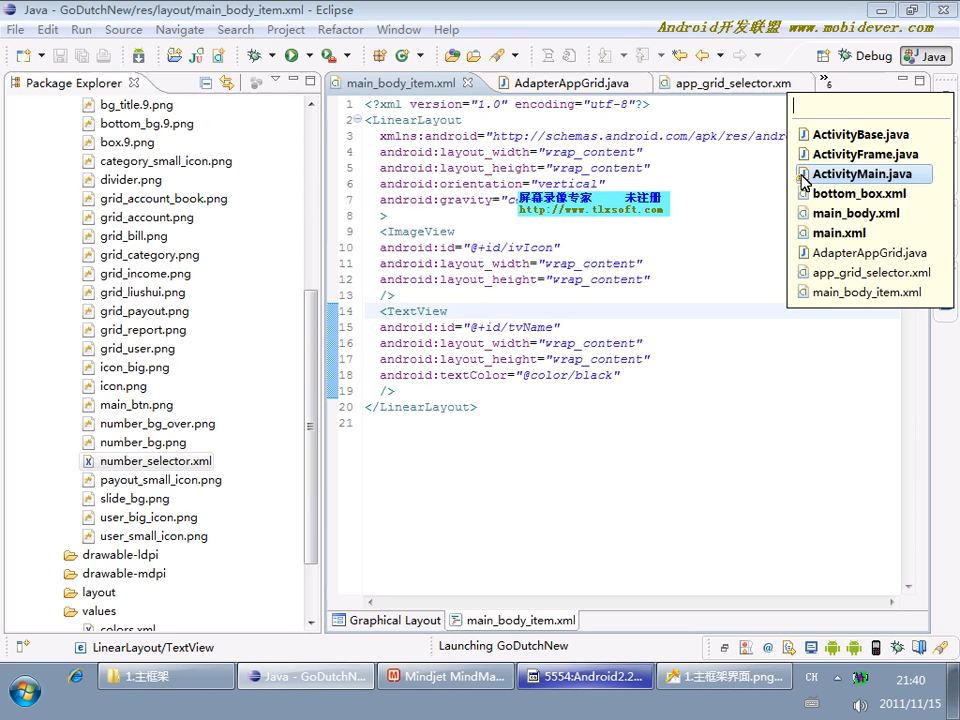 Java - GoDutchNew/res/layout/main_body_item.xml - Eclipse
File Edit Run Source Navigate Search Project Refactor Window Help
Android开发联盟 www.mobidever.com
Debug
Java
Package Explorer
main_body_item.xml
AdapterAppGrid.java
app_grid_selector.xm
»6
bg_title.9.png
bottom_bg.9.png
box.9.png
category_small_icon.png
divider.png
grid_account_book.png
grid_account.png
grid_bill.png
grid_category.png
grid_income.png
grid_liushui.png
grid_payout.png
grid_report.png
grid_user.png
icon_big.png
icon.png
main_btn.png
number_bg_over.png
number_bg.png
number_selector.xml
payout_small_icon.png
slide_bg.png
user_big_icon.png
user_small_icon.png
drawable-ldpi
drawable-mdpi
layout
values
colors.xml
1 <?xml version="1.0" encoding="utf-8"?>
2 <LinearLayout
3 xmlns:android="http://schemas.android.com/apk/res/andro
4 android:layout_width="wrap_content"
5 android:layout_height="wrap_content"
6 android:orientation="vertical"
7 android:gravity="ce
8 >
9 <ImageView
10 android:id="@+id/ivIcon"
11 android:layout_width="wrap_content"
12 android:layout_height="wrap_content"
13 />
14 <TextView
15 android:id="@+id/tvName"
16 android:layout_width="wrap_content"
17 android:layout_height="wrap_content"
18 android:textColor="@color/black"
19 />
20 </LinearLayout>
21
屏幕录像专家 未注册
http://www.tlxsoft.com
ActivityBase.java
ActivityFrame.java
ActivityMain.java
bottom_box.xml
main_body.xml
main.xml
AdapterAppGrid.java
app_grid_selector.xml
main_body_item.xml
Graphical Layout
main_body_item.xml
LinearLayout/TextView
Launching GoDutchNew
1.主框架
Java - GoDutchN...
Mindjet MindMa...
5554:Android2.2...
1.主框架界面.png...
CH
21:40
2011/11/15